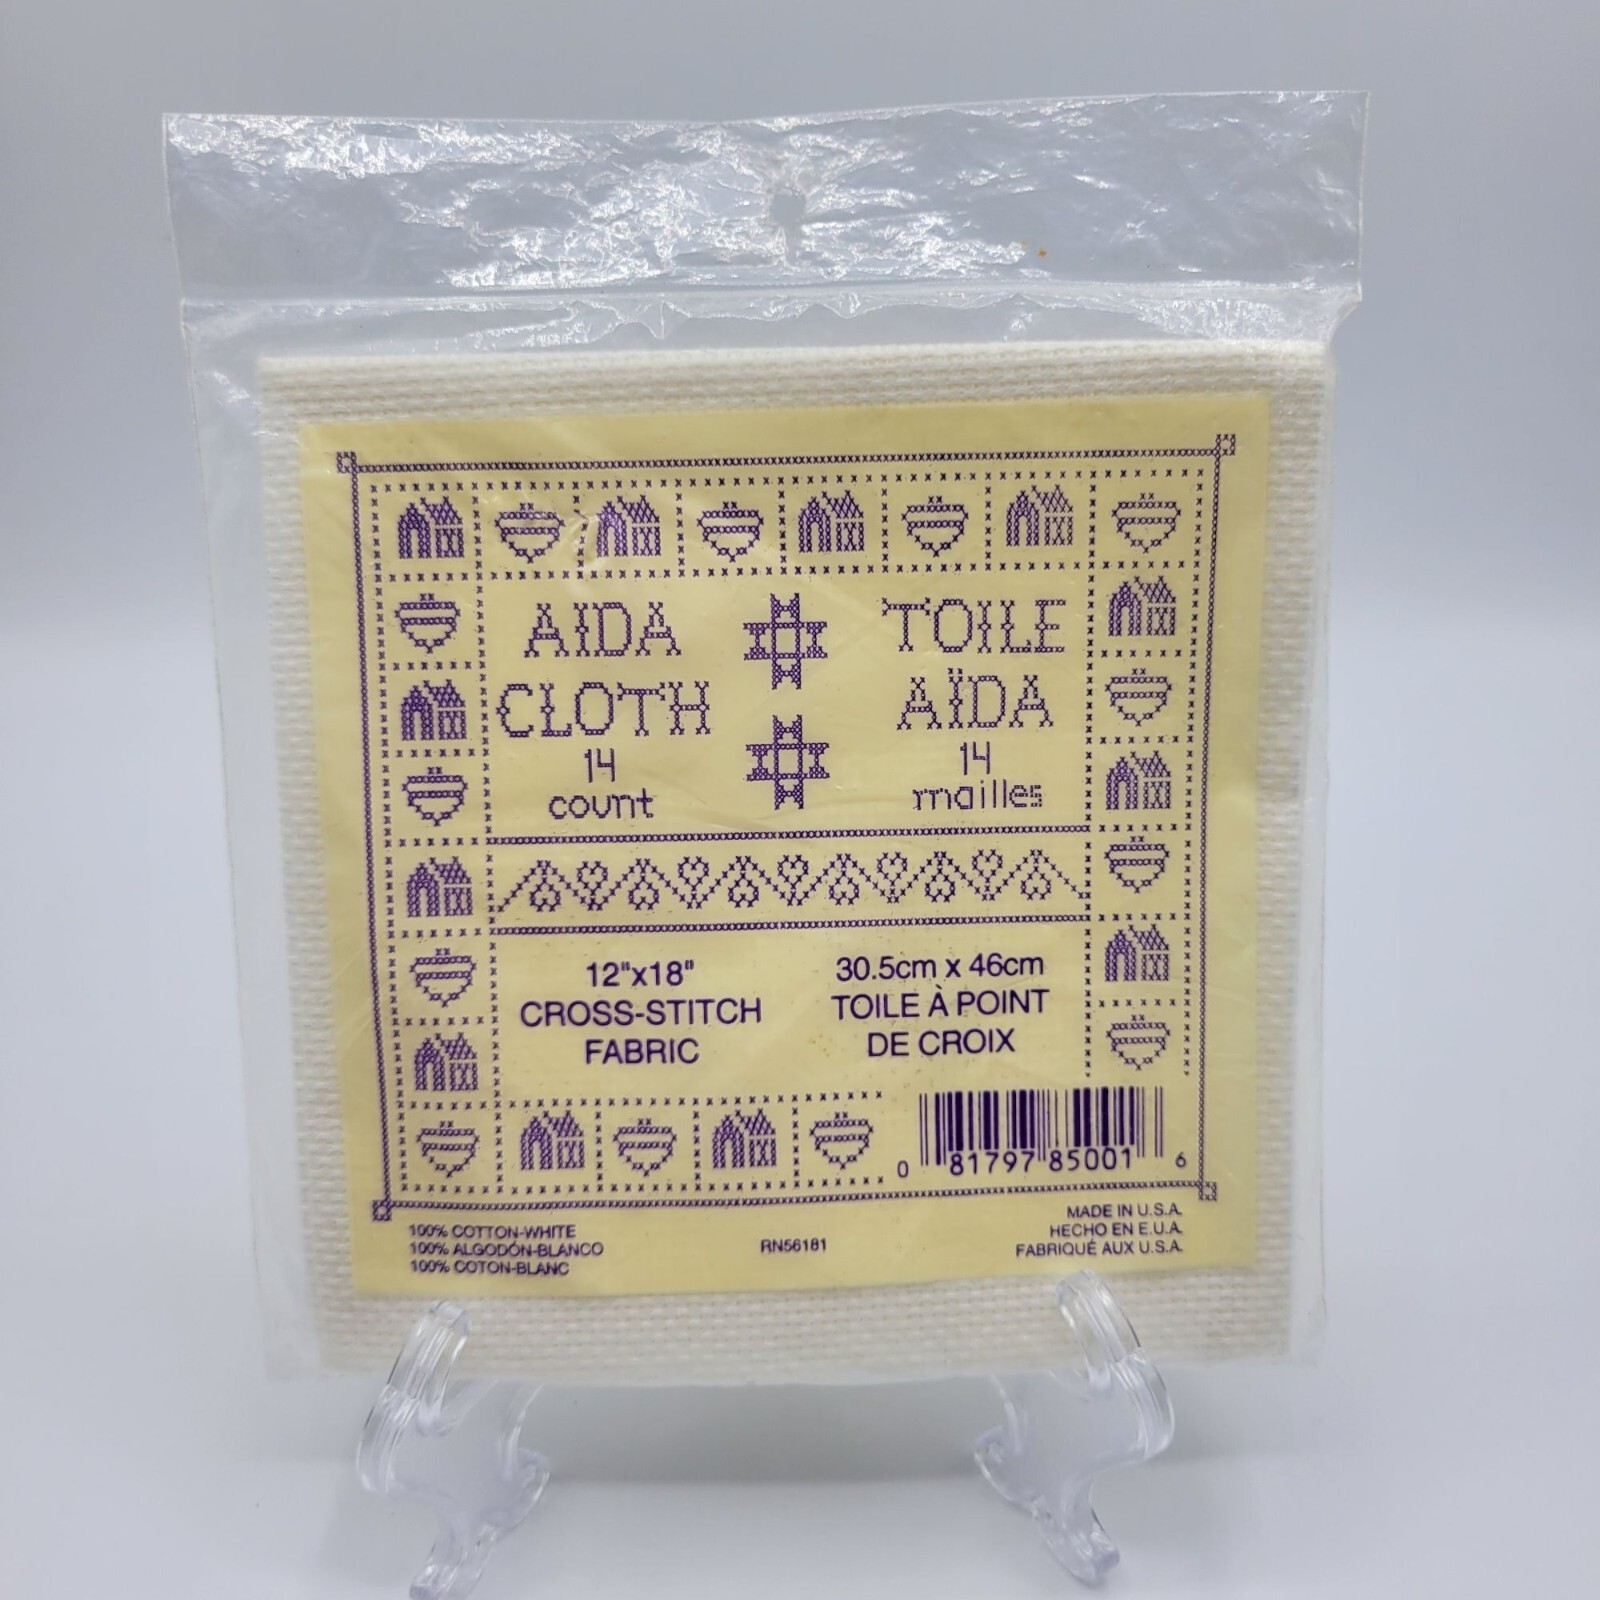 AIDA
CLOTH
14
count
TOILE
AÏDA
14
mailles
12"x18"
CROSS-STITCH
FABRIC
30.5cm x 46cm
TOILE À POINT
DE CROIX
0 81797 85001 6
100% COTTON-WHITE
100% ALGODÓN-BLANCO
100% COTON-BLANC
RN56181
MADE IN U.S.A.
HECHO EN E.U.A.
FABRIQUÉ AUX U.S.A.